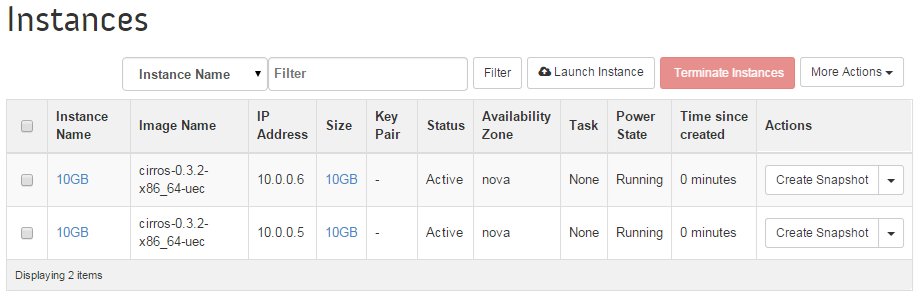 Instances
Instance Name Filter Filter Launch Instance Terminate Instances More Actions
Instance Name Image Name IP Address Size Key Pair Status Availability Zone Task Power State Time since created Actions
10GB cirros-0.3.2-x86_64-uec 10.0.0.6 10GB - Active nova None Running 0 minutes Create Snapshot
10GB cirros-0.3.2-x86_64-uec 10.0.0.5 10GB - Active nova None Running 0 minutes Create Snapshot
Displaying 2 items